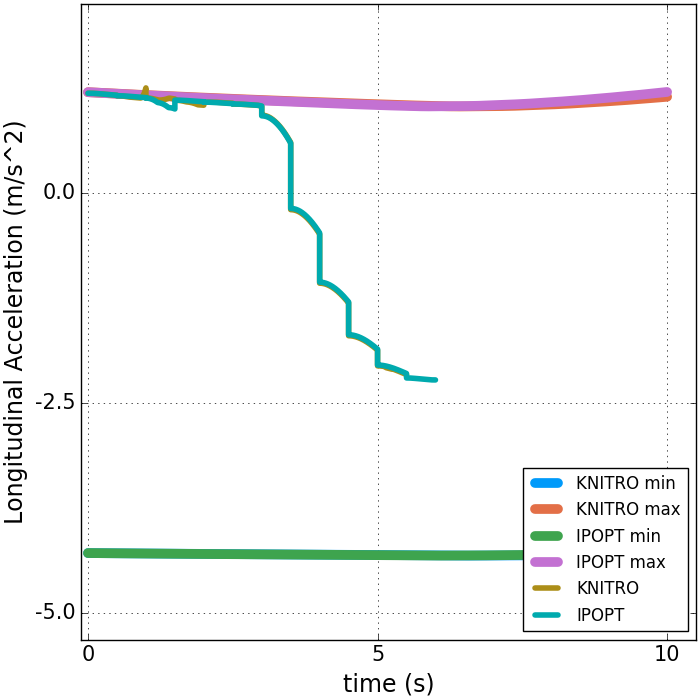 Longitudinal Acceleration (m/s^2)
0.0
-2.5
-5.0
0
5
10
time (s)
KNITRO min
KNITRO max
IPOPT min
IPOPT max
KNITRO
IPOPT